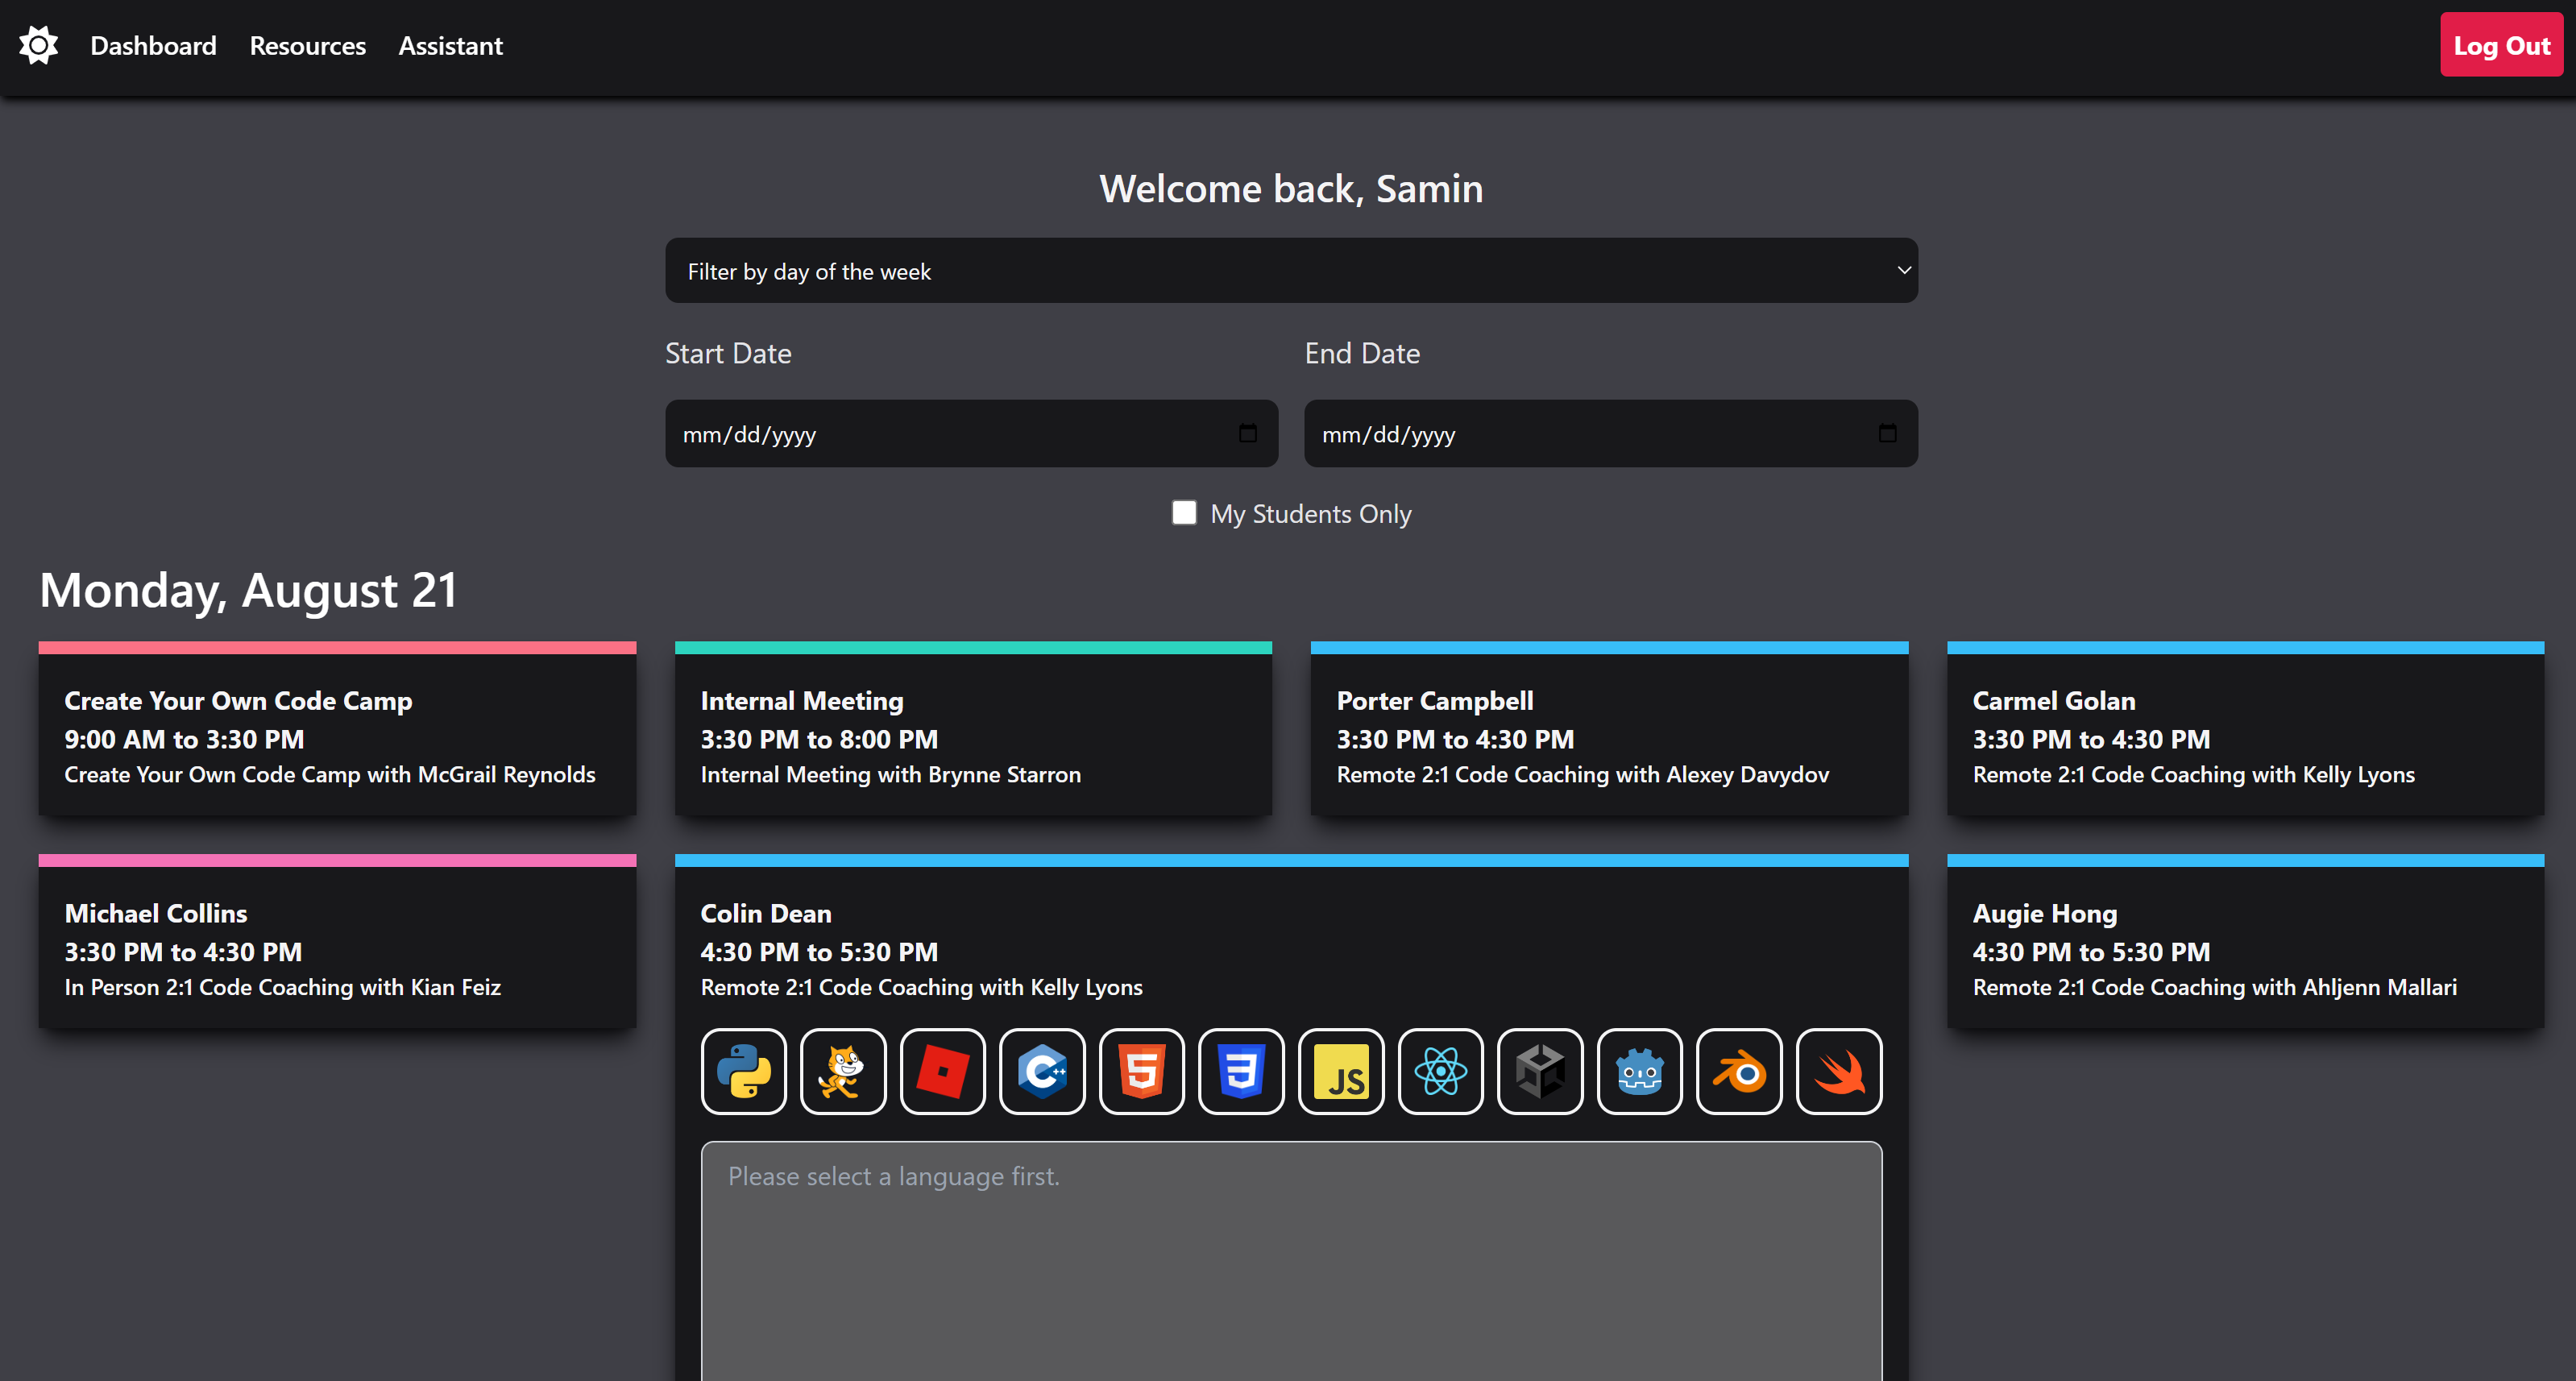 Dashboard Resources Assistant Log Out
Welcome back, Samin
Filter by day of the week
Start Date End Date
mm/dd/yyyy mm/dd/yyyy
My Students Only
Monday, August 21
Create Your Own Code Camp
9:00 AM to 3:30 PM
Create Your Own Code Camp with McGrail Reynolds
Internal Meeting
3:30 PM to 8:00 PM
Internal Meeting with Brynne Starron
Porter Campbell
3:30 PM to 4:30 PM
Remote 2:1 Code Coaching with Alexey Davydov
Carmel Golan
3:30 PM to 4:30 PM
Remote 2:1 Code Coaching with Kelly Lyons
Michael Collins
3:30 PM to 4:30 PM
In Person 2:1 Code Coaching with Kian Feiz
Colin Dean
4:30 PM to 5:30 PM
Remote 2:1 Code Coaching with Kelly Lyons
C++ 5 3 JS
Please select a language first.
Augie Hong
4:30 PM to 5:30 PM
Remote 2:1 Code Coaching with Ahljenn Mallari